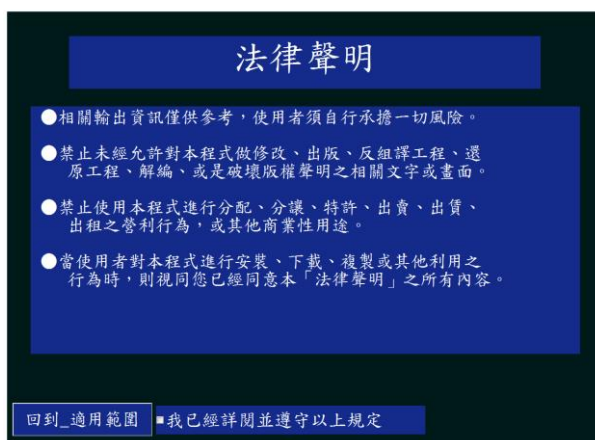 法律聲明
●相關輸出資訊僅供參考，使用者須自行承擔一切風險。
●禁止未經允許對本程式做修改、出版、反組譯工程、還
原工程、解編、或是破壞版權聲明之相關文字或畫面。
●禁止使用本程式進行分配、分讓、特許、出賣、出賃、
出租之營利行為，或其他商業性用途。
●當使用者對本程式進行安裝、下載、複製或其他利用之
行為時，則視同您已經同意本「法律聲明」之所有內容。
回到_適用範圍
我已經詳閱並遵守以上規定